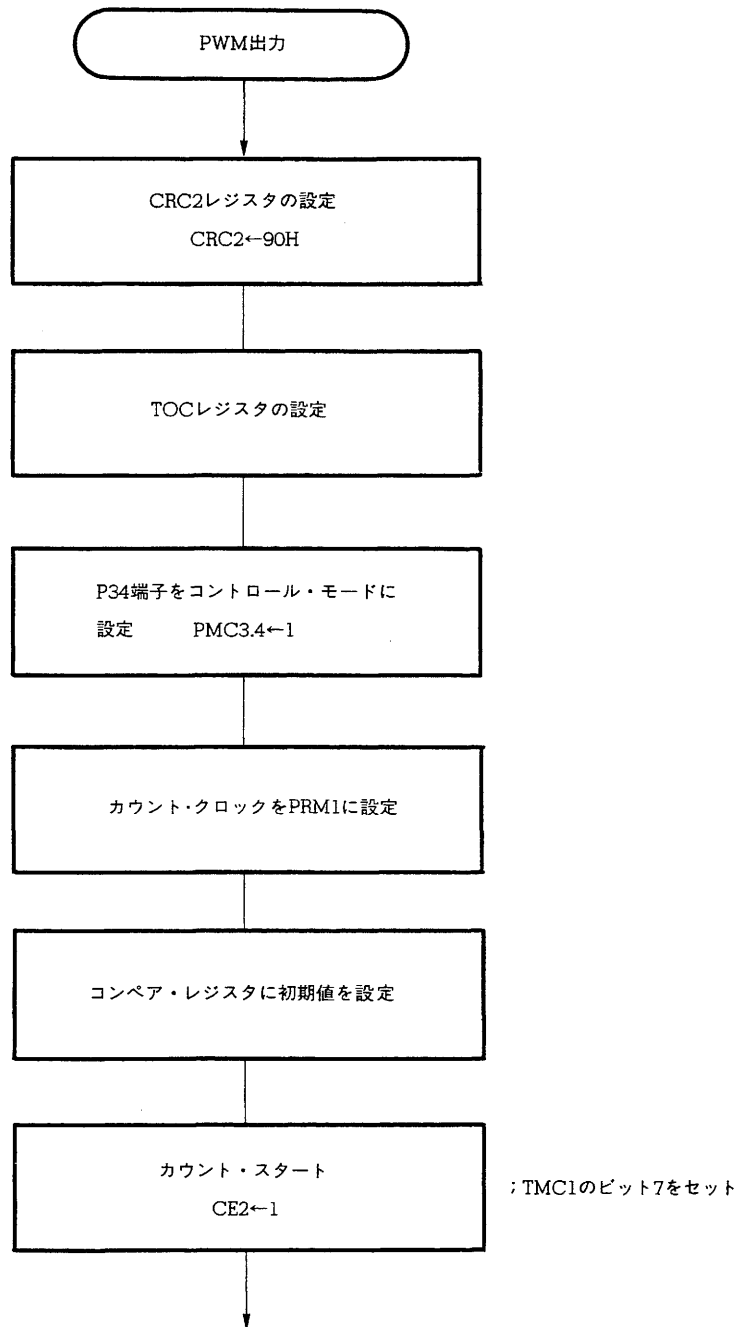 PWM出力
CRC2レジスタの設定
CRC2←90H
TOCレジスタの設定
P34端子をコントロール・モードに
設定 PMC3.4←1
カウント・クロックをPRM1に設定
コンペア・レジスタに初期値を設定
カウント・スタート
CE2←1
;TMC1のビット7をセット